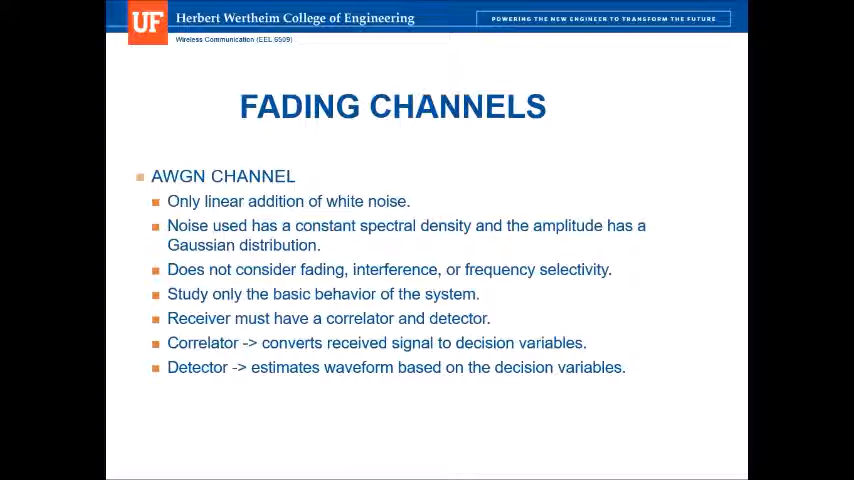 UF Herbert Wertheim College of Engineering
POWERING THE NEW ENGINEER TO TRANSFORM THE FUTURE
Wireless Communication (EEL 6509)
FADING CHANNELS
AWGN CHANNEL
Only linear addition of white noise.
Noise used has a constant spectral density and the amplitude has a
Gaussian distribution.
Does not consider fading, interference, or frequency selectivity.
Study only the basic behavior of the system.
Receiver must have a correlator and detector.
Correlator -> converts received signal to decision variables.
Detector -> estimates waveform based on the decision variables.